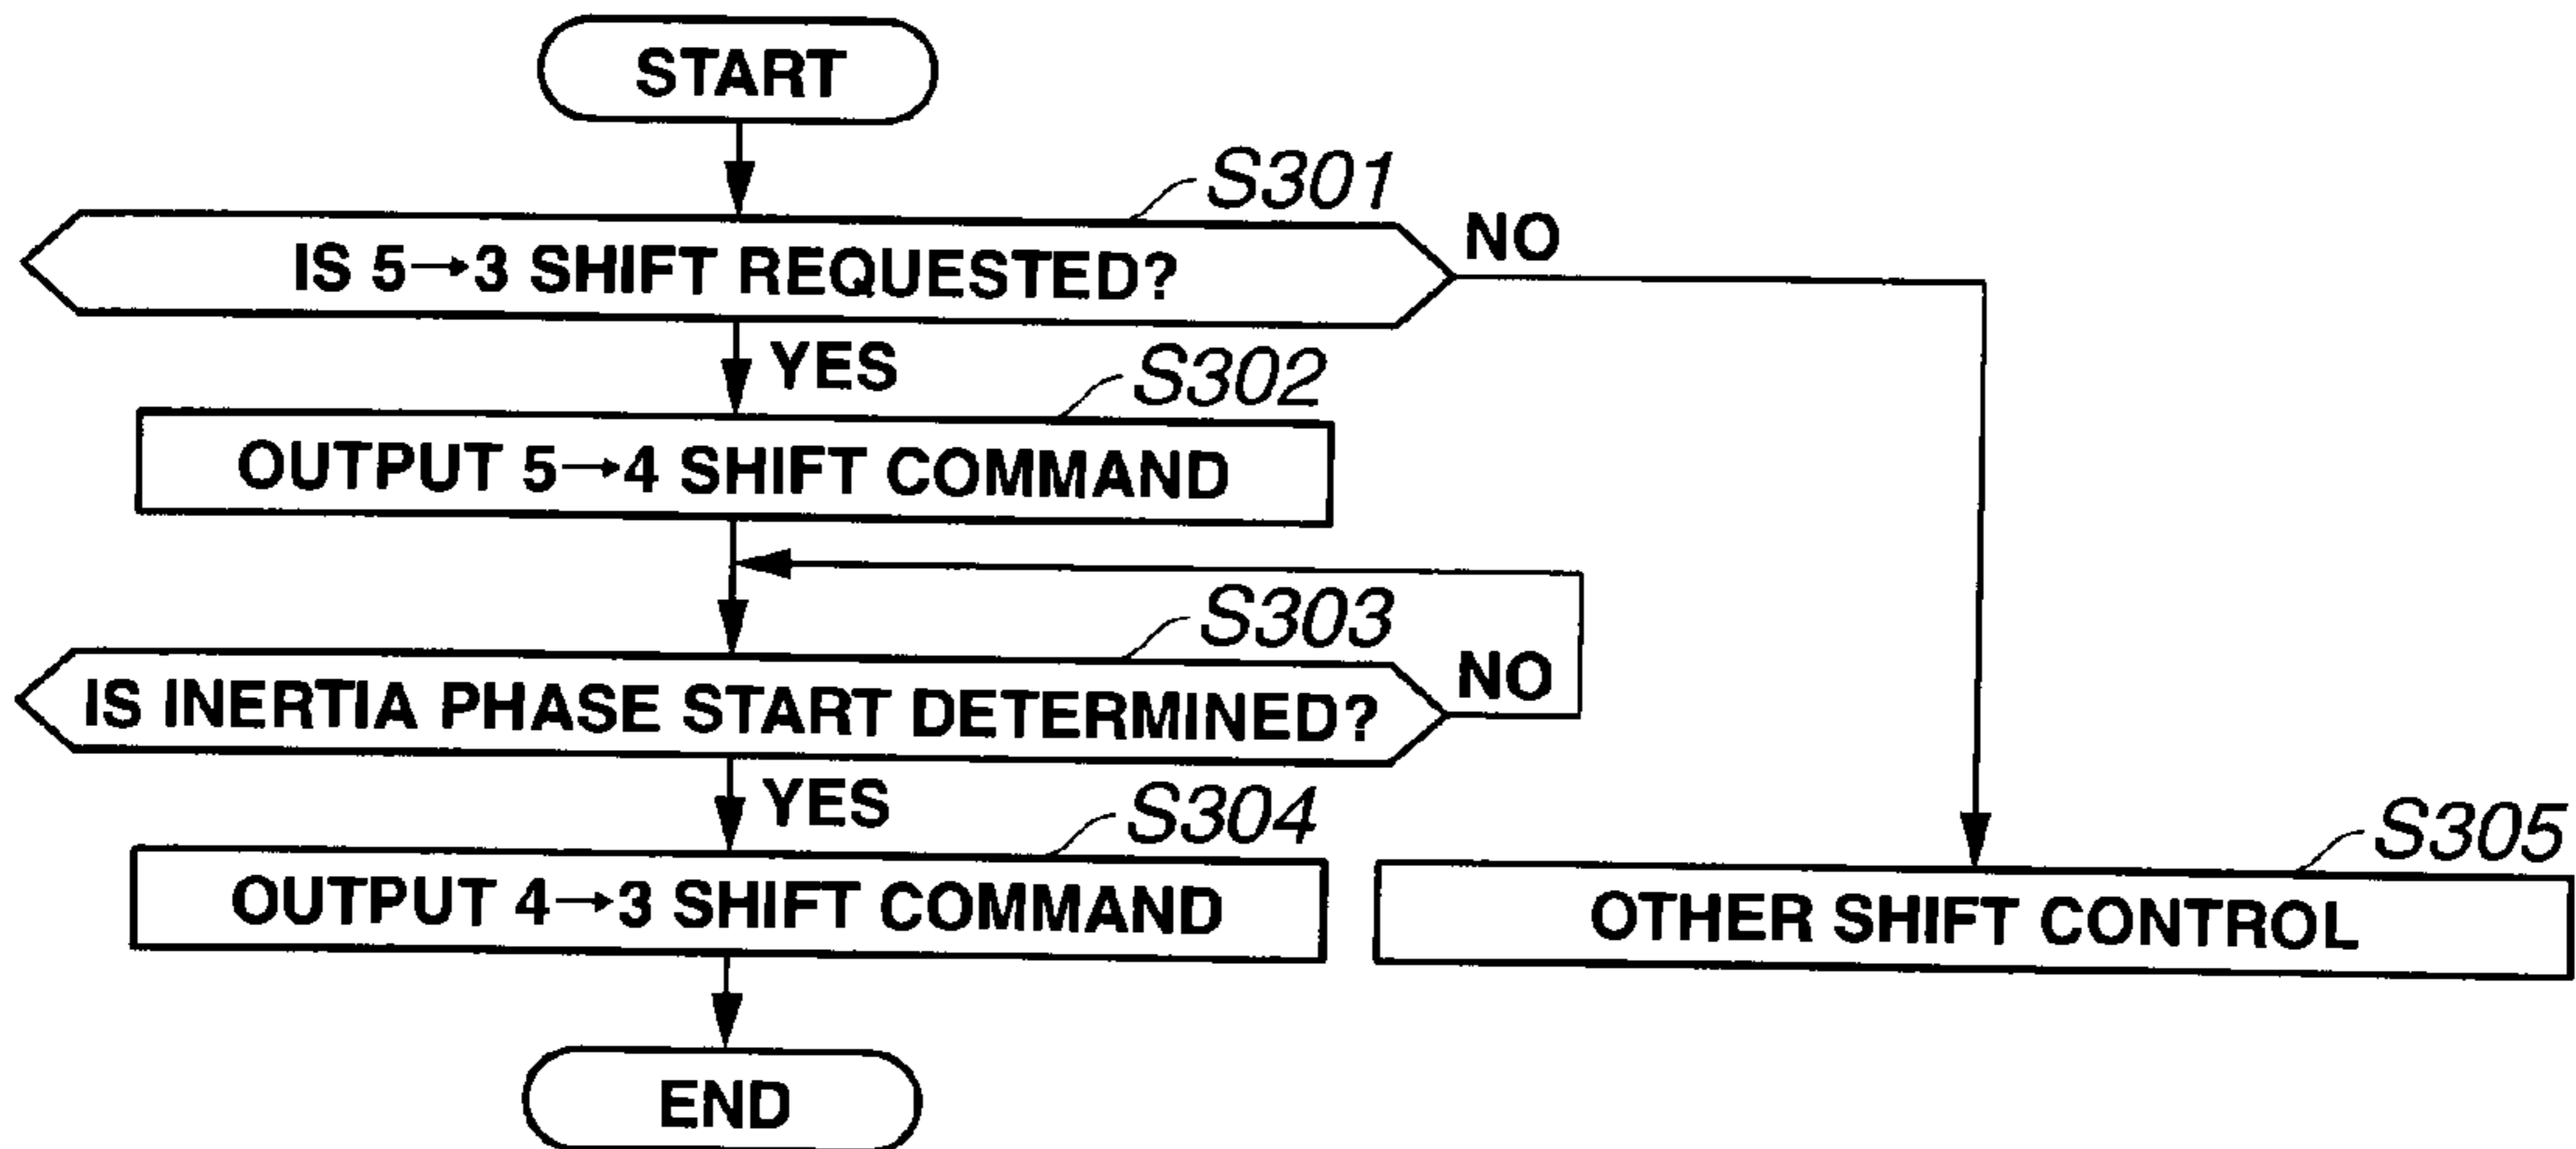 START
S301
IS 5→3 SHIFT REQUESTED?
NO
YES
S302
OUTPUT 5→4 SHIFT COMMAND
S303
IS INERTIA PHASE START DETERMINED?
NO
YES
S304
OUTPUT 4→3 SHIFT COMMAND
S305
OTHER SHIFT CONTROL
END